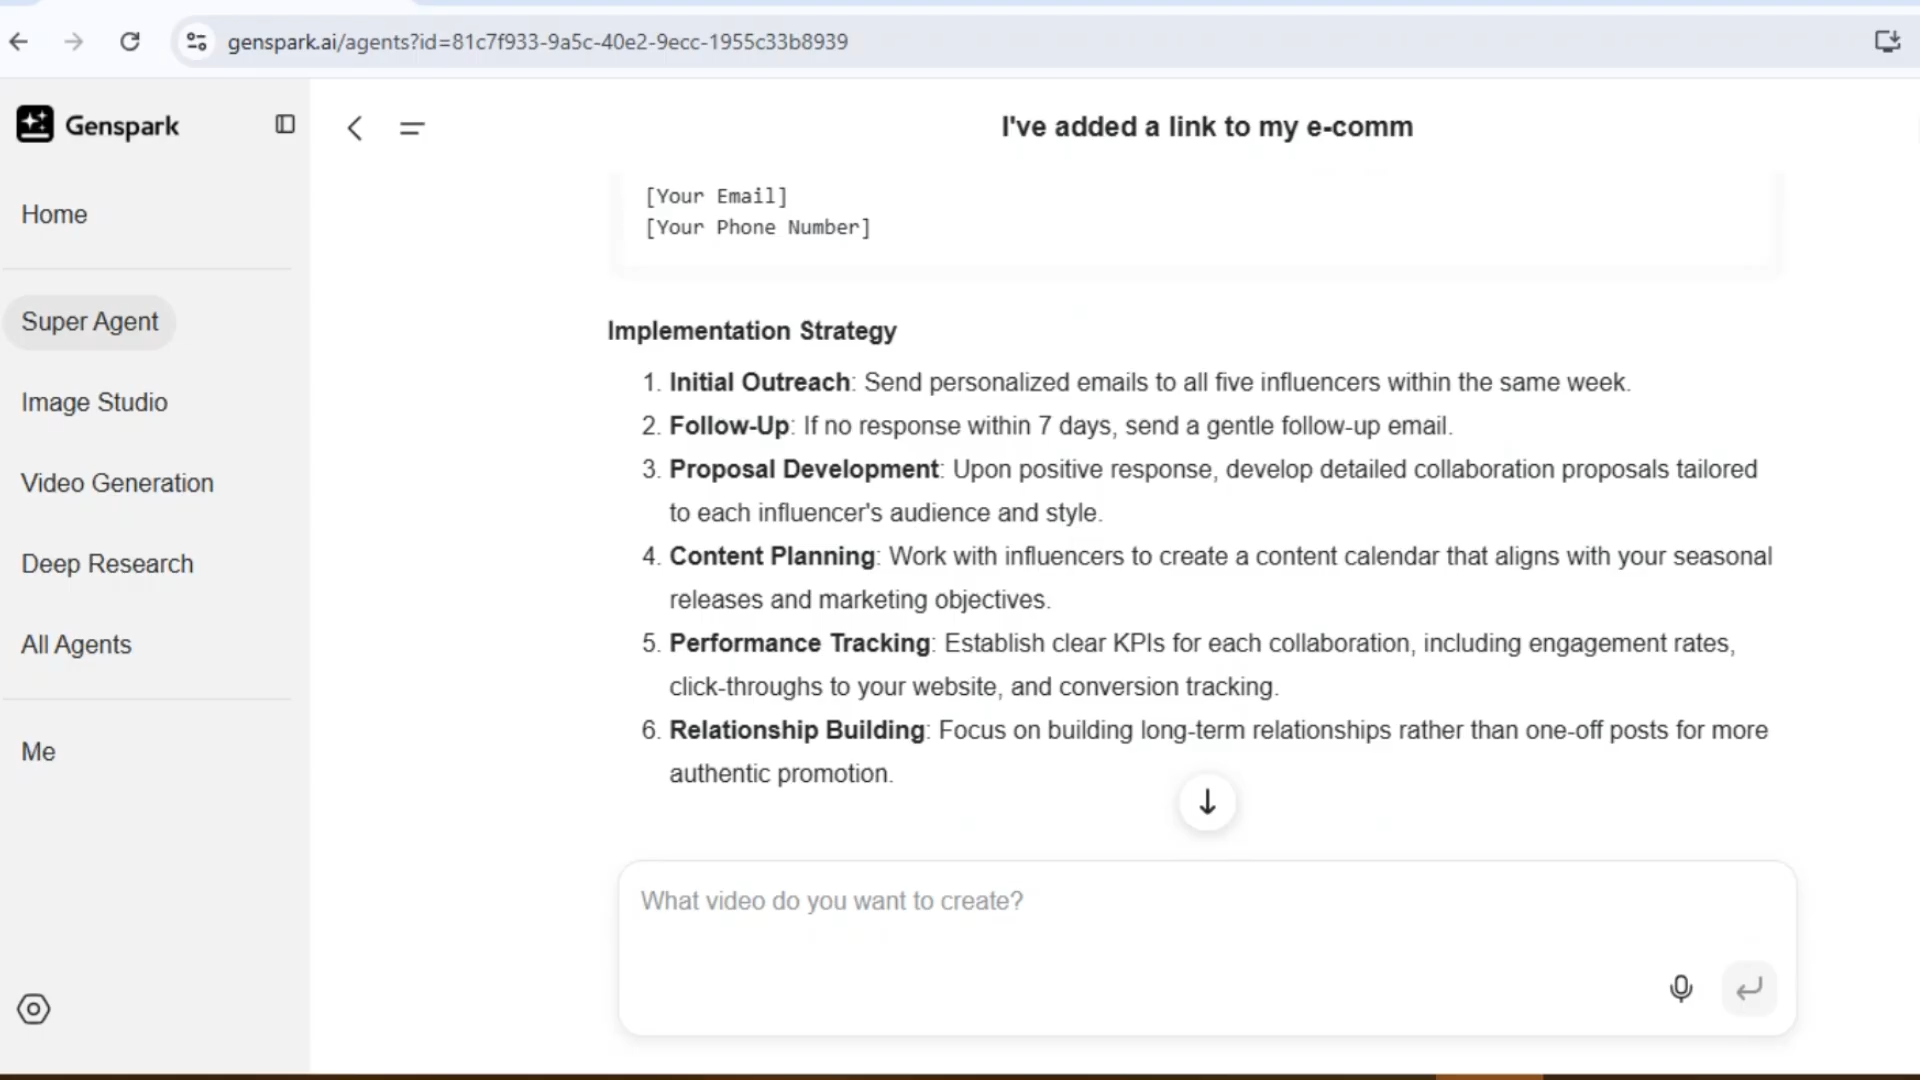 genspark.ai/agents?id=81c7f933-9a5c-40e2-9ecc-1955c33b8939
Genspark
I've added a link to my e-comm
Home
Super Agent
Image Studio
Video Generation
Deep Research
All Agents
Me
[Your Email]
[Your Phone Number]
Implementation Strategy
1. Initial Outreach: Send personalized emails to all five influencers within the same week.
2. Follow-Up: If no response within 7 days, send a gentle follow-up email.
3. Proposal Development: Upon positive response, develop detailed collaboration proposals tailored
to each influencer's audience and style.
4. Content Planning: Work with influencers to create a content calendar that aligns with your seasonal
releases and marketing objectives.
5. Performance Tracking: Establish clear KPIs for each collaboration, including engagement rates,
click-throughs to your website, and conversion tracking.
6. Relationship Building: Focus on building long-term relationships rather than one-off posts for more
authentic promotion.
What video do you want to create?